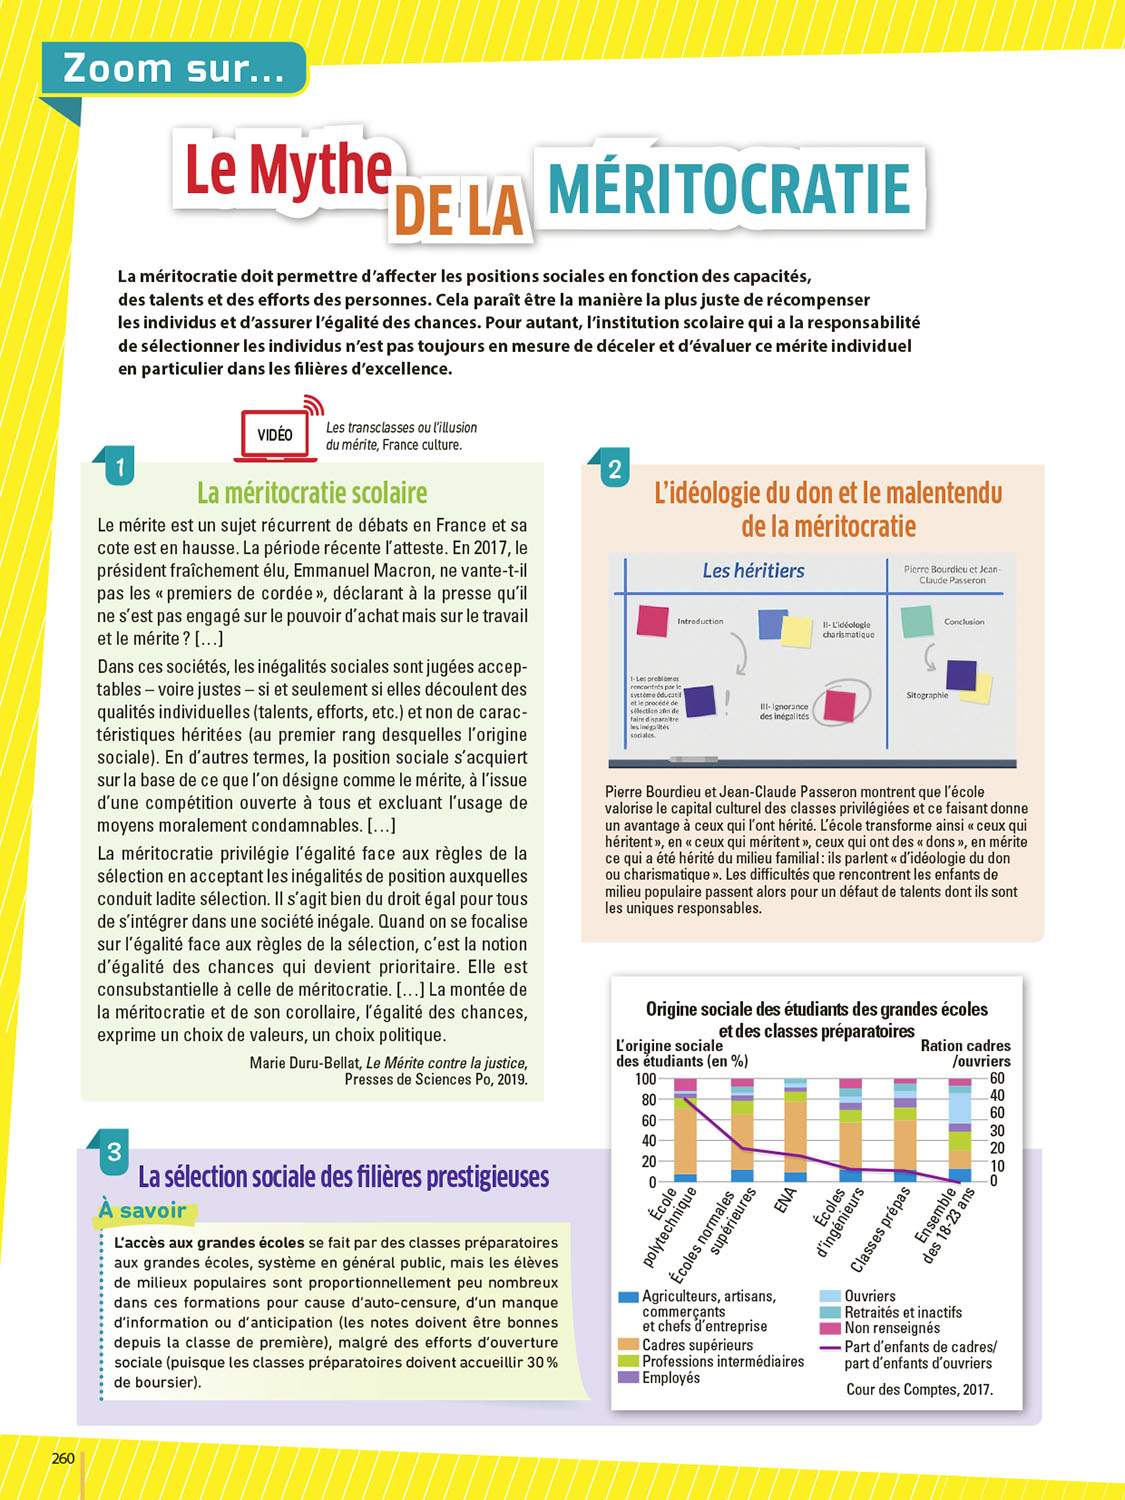 Zoom sur...
Le Mythe
DE LA
MÉRITOCRATIE
La méritocratie doit permettre d'affecter les positions sociales en fonction des capacités,
des talents et des efforts des personnes. Cela paraît être la manière la plus juste de récompenser
les individus et d'assurer l'égalité des chances. Pour autant, l'institution scolaire qui a la responsabilité
de sélectionner les individus n'est pas toujours en mesure de déceler et d'évaluer ce mérite individuel
en particulier dans les filières d'excellence.
VIDÉO
Les transclasses ou l'illusion
du mérite, France culture.
1
La méritocratie scolaire
Le mérite est un sujet récurrent de débats en France et sa
cote est en hausse. La période récente l'atteste. En 2017, le
président fraîchement élu, Emmanuel Macron, ne vante-t-il
pas les « premiers de cordée », déclarant à la presse qu'il
ne s'est pas engagé sur le pouvoir d'achat mais sur le travail
et le mérite ? […]
Dans ces sociétés, les inégalités sociales sont jugées accep-
tables – voire justes – si et seulement si elles découlent des
qualités individuelles (talents, efforts, etc.) et non de carac-
téristiques héritées (au premier rang desquelles l'origine
sociale). En d'autres termes, la position sociale s'acquiert
sur la base de ce que l'on désigne comme le mérite, à l'issue
d'une compétition ouverte à tous et excluant l'usage de
moyens moralement condamnables. […]
La méritocratie privilégie l'égalité face aux règles de la
sélection en acceptant les inégalités de position auxquelles
conduit ladite sélection. Il s'agit bien du droit égal pour tous
de s'intégrer dans une société inégale. Quand on se focalise
sur l'égalité face aux règles de la sélection, c'est la notion
d'égalité des chances qui devient prioritaire. Elle est
consubstantielle à celle de méritocratie. […] La montée de
la méritocratie et de son corollaire, l'égalité des chances,
exprime un choix de valeurs, un choix politique.
Marie Duru-Bellat, Le Mérite contre la justice,
Presses de Sciences Po, 2019.
2
L'idéologie du don et le malentendu
de la méritocratie
Les héritiers
Pierre Bourdieu et Jean-
Claude Passeron
Introduction
II- L'idéologie
charismatique
Conclusion
I- Les problèmes
rencontrés par le
système éducatif
et le procédé de
sélection afin de
faire disparaître
les inégalités
sociales.
!
III- Ignorance
des inégalités
Sitographie
Pierre Bourdieu et Jean-Claude Passeron montrent que l'école
valorise le capital culturel des classes privilégiées et ce faisant donne
un avantage à ceux qui l'ont hérité. L'école transforme ainsi « ceux qui
héritent », en « ceux qui méritent », ceux qui ont des « dons », en mérite
ce qui a été hérité du milieu familial : ils parlent « d'idéologie du don
ou charismatique ». Les difficultés que rencontrent les enfants de
milieu populaire passent alors pour un défaut de talents dont ils sont
les uniques responsables.
3
La sélection sociale des filières prestigieuses
À savoir
L'accès aux grandes écoles se fait par des classes préparatoires
aux grandes écoles, système en général public, mais les élèves
de milieux populaires sont proportionnellement peu nombreux
dans ces formations pour cause d'auto-censure, d'un manque
d'information ou d'anticipation (les notes doivent être bonnes
depuis la classe de première), malgré des efforts d'ouverture
sociale (puisque les classes préparatoires doivent accueillir 30 %
de boursier).
Origine sociale des étudiants des grandes écoles
et des classes préparatoires
L'origine sociale
des étudiants (en %)
Ration cadres
/ouvriers
100
80
60
40
20
0
60
40
60
30
20
10
0
École
polytechnique
Écoles normales
supérieures
ENA
Écoles
d'ingénieurs
Classes prépas
Ensemble
des 18-23 ans
Agriculteurs, artisans,
commerçants
et chefs d'entreprise
Cadres supérieurs
Professions intermédiaires
Employés
Ouvriers
Retraités et inactifs
Non renseignés
Part d'enfants de cadres/
part d'enfants d'ouvriers
Cour des Comptes, 2017.
260